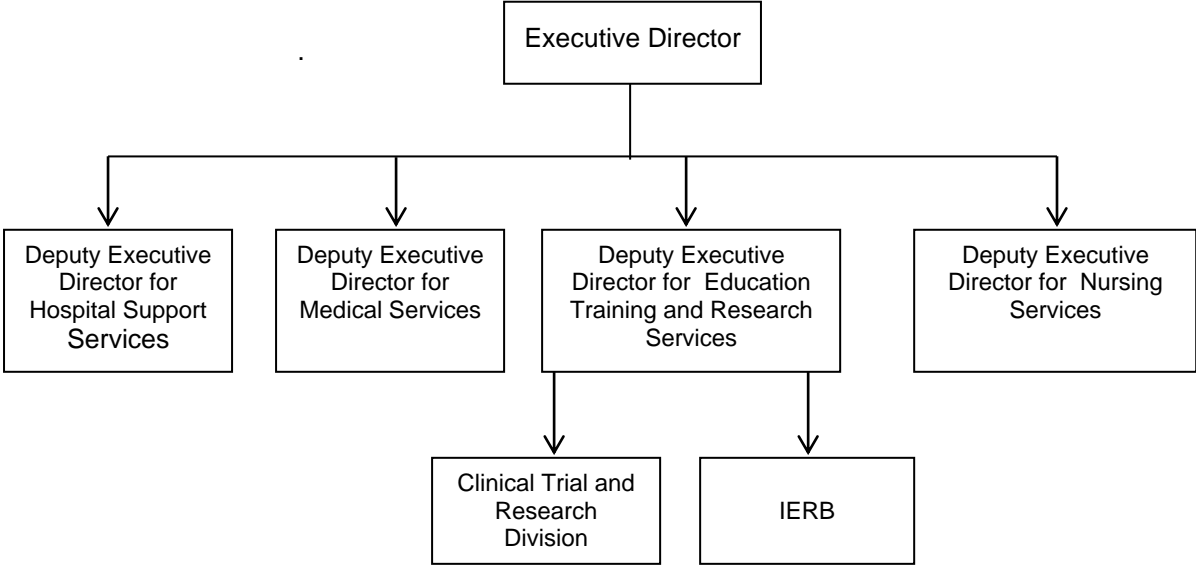 Executive Director
.
Deputy Executive
Director for
Hospital Support
Services
Deputy Executive
Director for
Medical Services
Deputy Executive
Director for Education
Training and Research
Services
Deputy Executive
Director for Nursing
Services
Clinical Trial and
Research
Division
IERB